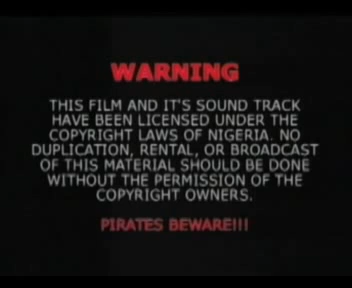 WARNING
THIS FILM AND IT'S SOUND TRACK
HAVE BEEN LICENSED UNDER THE
COPYRIGHT LAWS OF NIGERIA. NO
DUPLICATION, RENTAL, OR BROADCAST
OF THIS MATERIAL SHOULD BE DONE
WITHOUT THE PERMISSION OF THE
COPYRIGHT OWNERS.
PIRATES BEWARE!!!